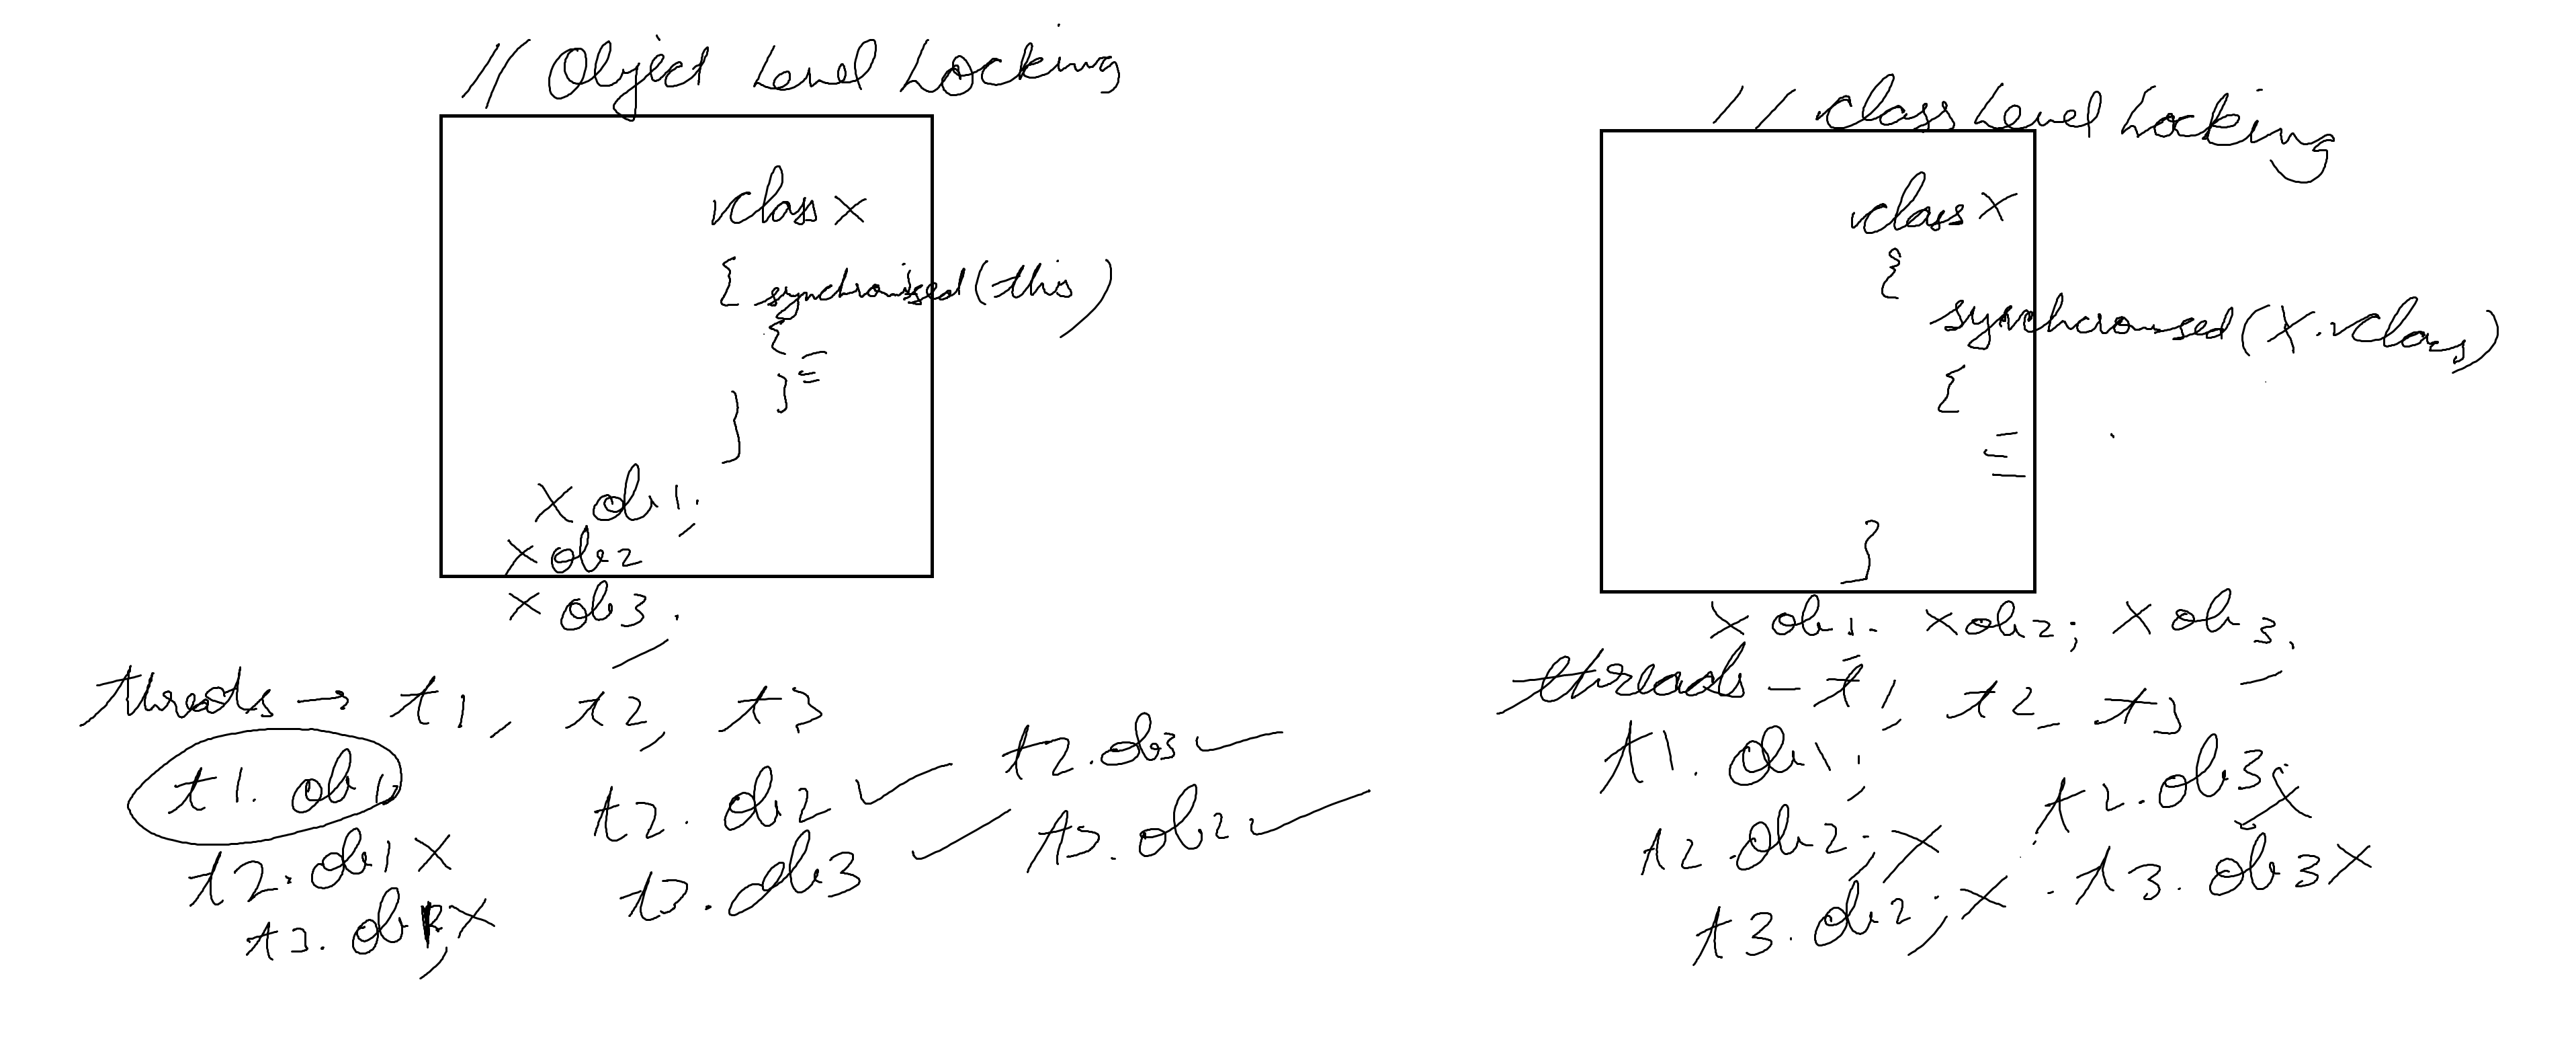 // Object Level Locking
class X
{ synchronised(this)
{
}
}
X ob1;
X ob2
X ob3.
threads → t1, t2, t3
t1.ob1
t2.ob1 X
t3.ob1, X
t2.ob2 ✓ t2.ob3 ✓
t3.ob3 ✓ t3.ob2 ✓
// class Level Locking
class X
{
synchronised(X.class)
{
}
X ob1. X ob2; X ob3.
threads - t1, t2, t3
t1.ob1;
t2.ob2; X t2.ob3; X
t3.ob2; X t3.ob3 X